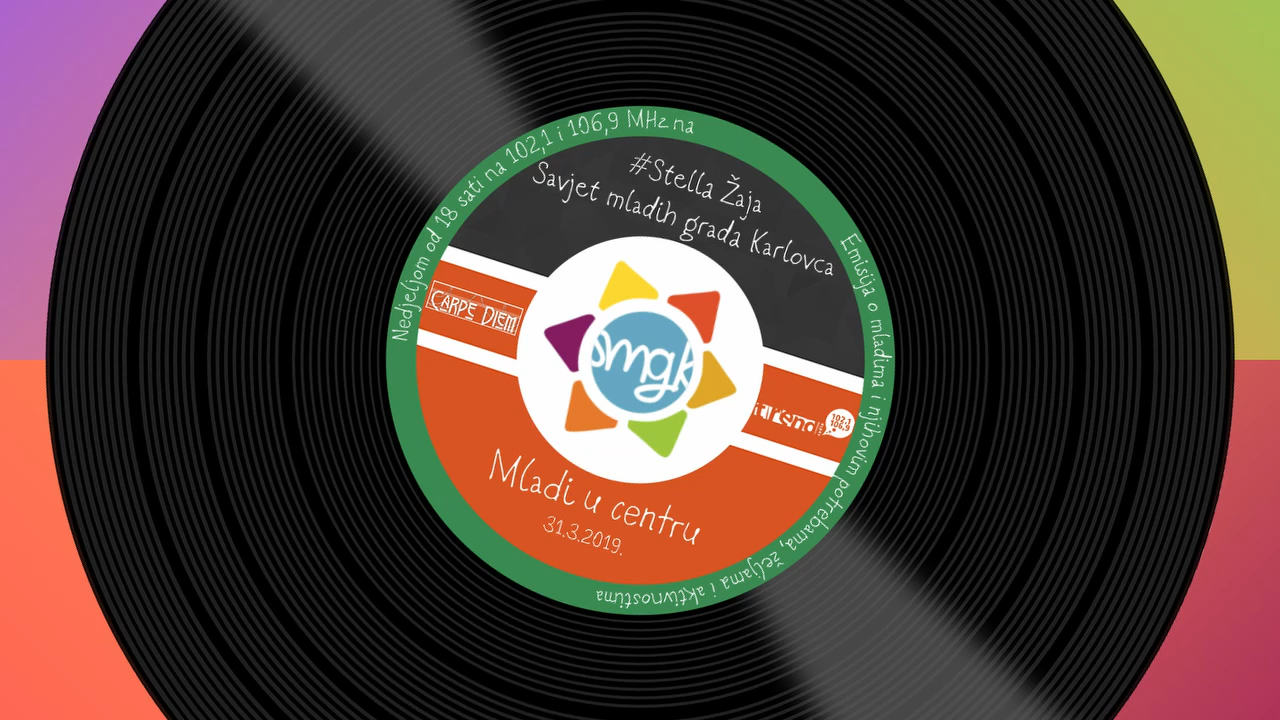 Nedjeljom od 18 sati na 102,1 i 106,9 MHz na
Emisija o mladima i njihovim potrebama, željama i aktivnostima
#Stella Žaja
Savjet mladih grada Karlovca
CARPE DIEM
smgk
trend
102.1
106.9
Mladi u centru
31.3.2019.